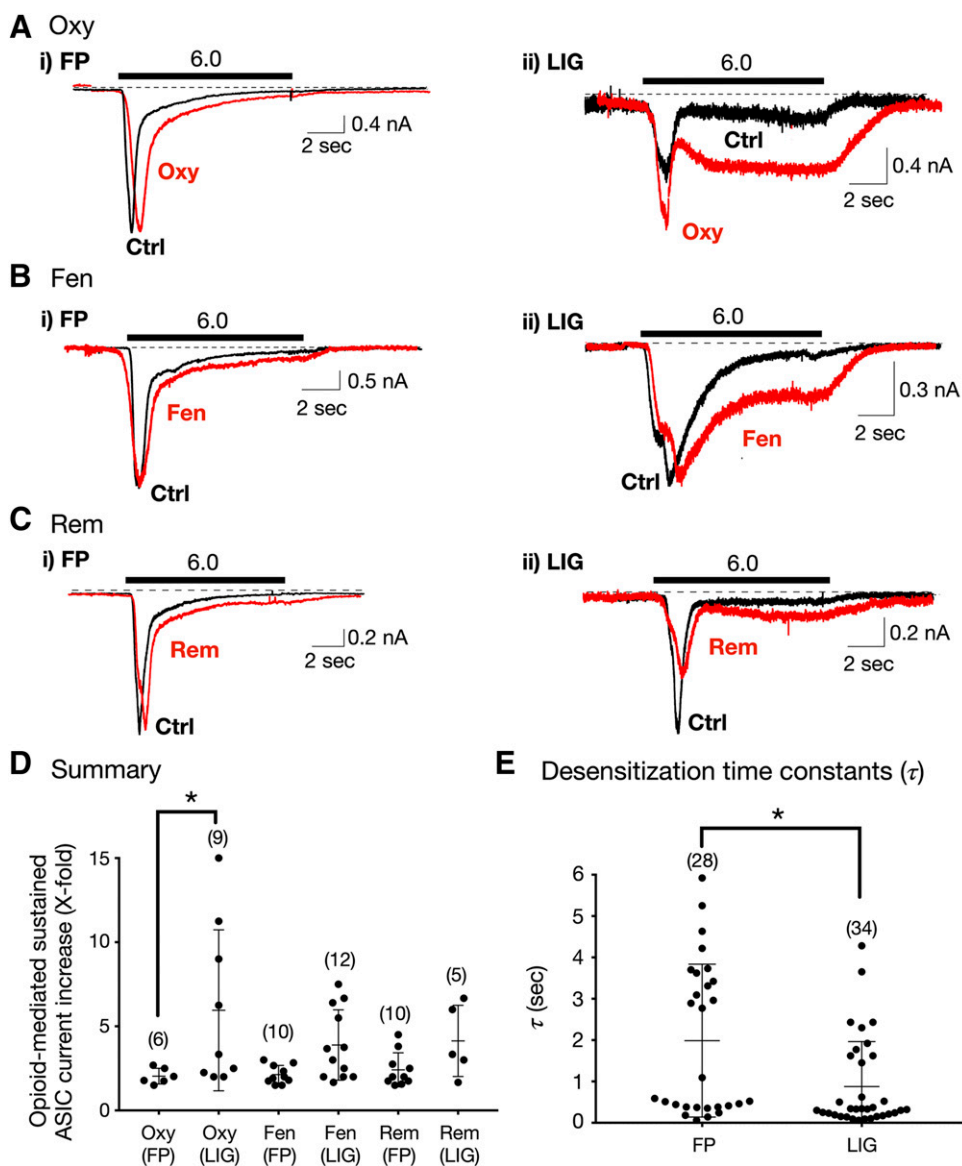 A Oxy
i) FP
6.0
0.4 nA
2 sec
Oxy
Ctrl
ii) LIG
6.0
Ctrl
0.4 nA
2 sec
Oxy
B Fen
i) FP
6.0
0.5 nA
2 sec
Fen
Ctrl
ii) LIG
6.0
0.3 nA
2 sec
Fen
Ctrl
C Rem
i) FP
6.0
0.2 nA
2 sec
Rem
Ctrl
ii) LIG
6.0
0.2 nA
2 sec
Rem
Ctrl
D Summary
Opioid-mediated sustained
ASIC current increase (X-fold)
15
10
5
0
*
(6)
(9)
(10)
(12)
(10)
(5)
Oxy
(FP)
Oxy
(LIG)
Fen
(FP)
Fen
(LIG)
Rem
(FP)
Rem
(LIG)
E Desensitization time constants (τ)
τ (sec)
6
5
4
3
2
1
0
*
(28)
(34)
FP
LIG